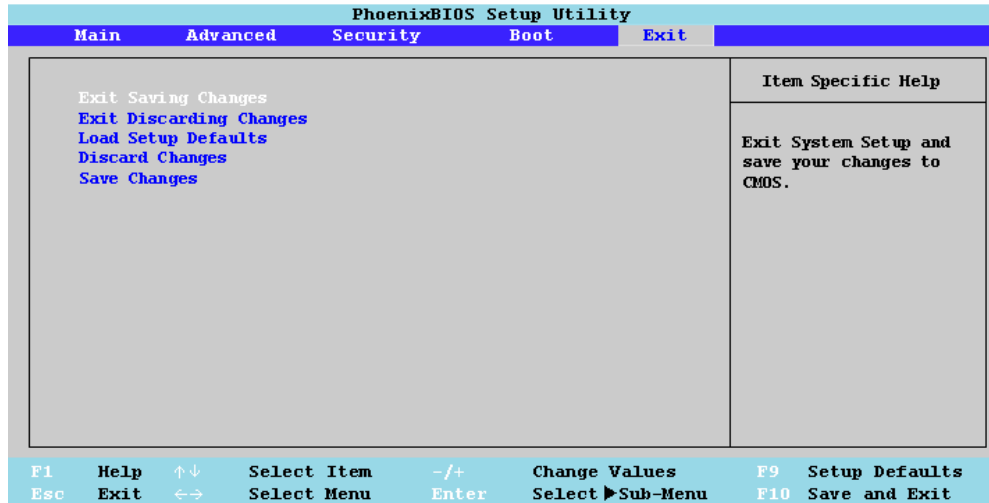 PhoenixBIOS Setup Utility
Main Advanced Security Boot Exit
Exit Saving Changes
Exit Discarding Changes
Load Setup Defaults
Discard Changes
Save Changes
Item Specific Help
Exit System Setup and
save your changes to
CMOS.
F1 Help ↑↓ Select Item -/+ Change Values F9 Setup Defaults
Esc Exit ←→ Select Menu Enter Select ▶Sub-Menu F10 Save and Exit